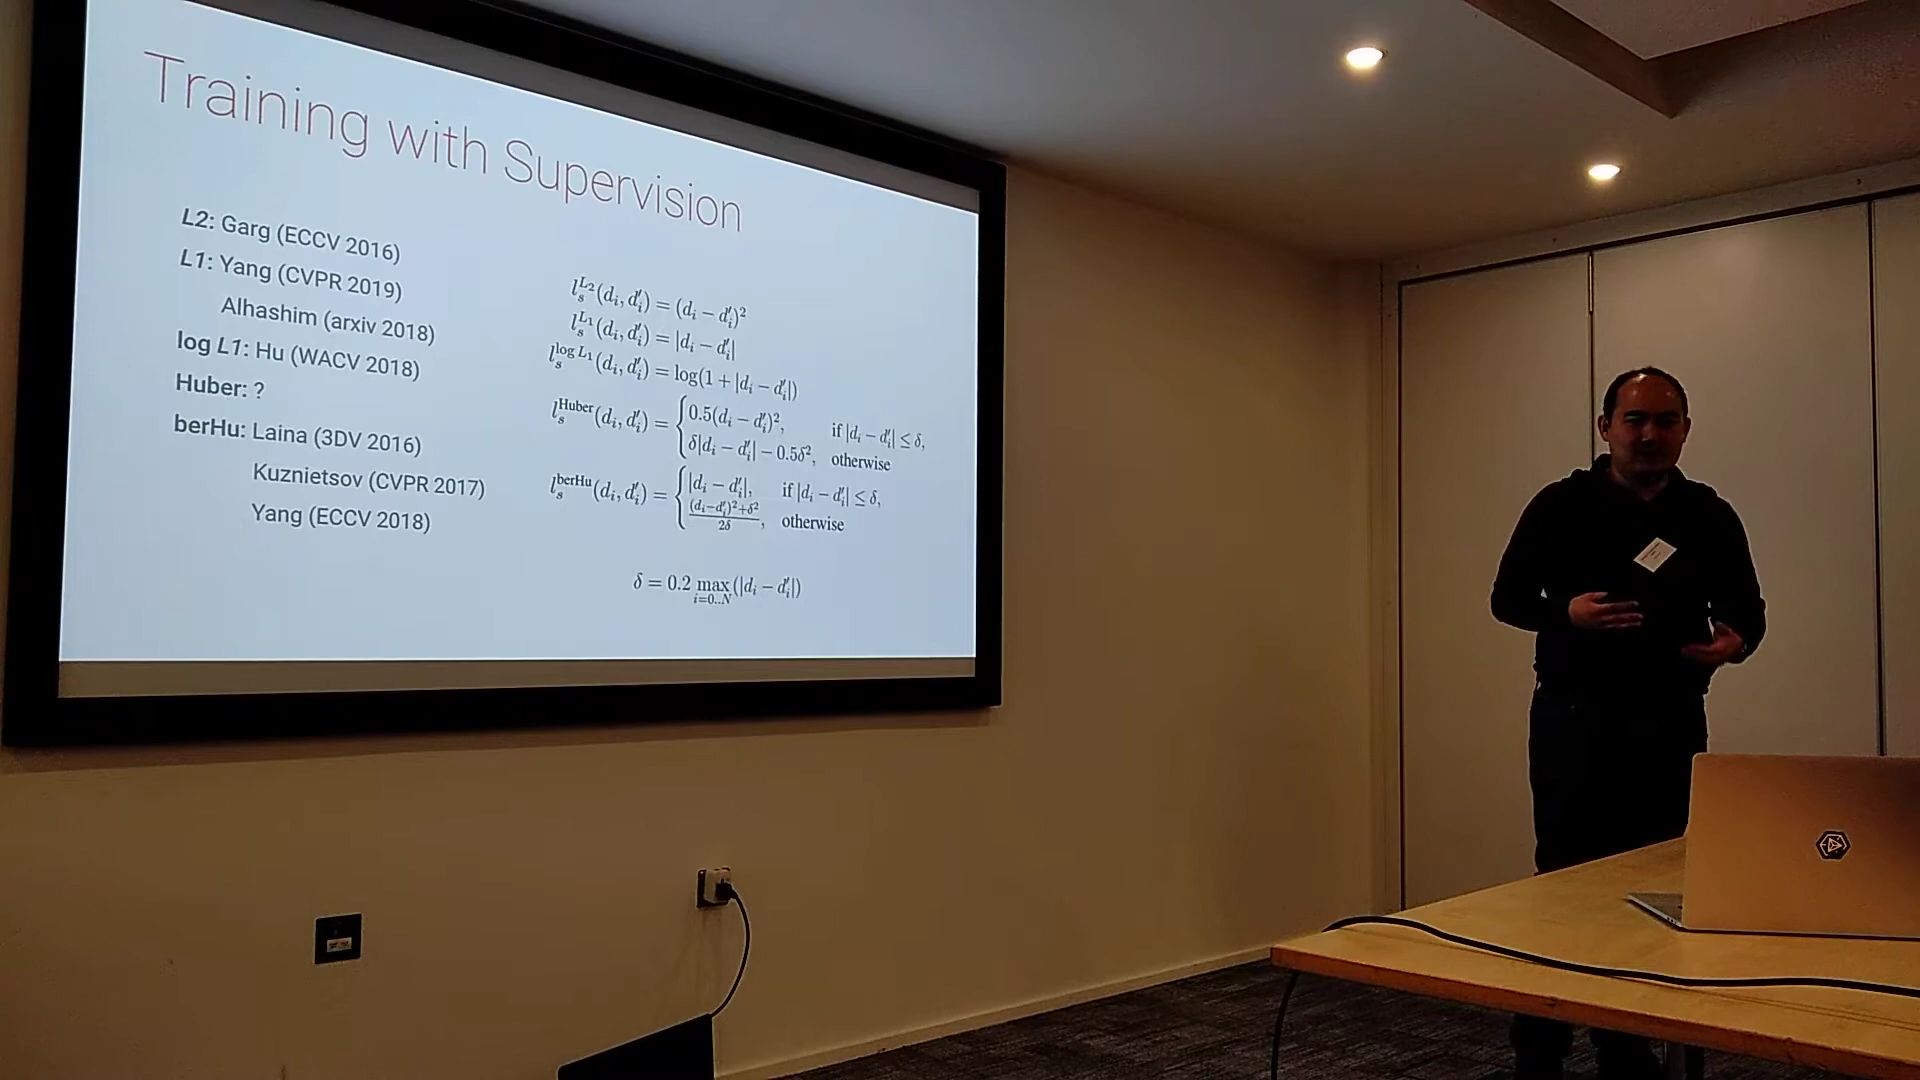 Training with Supervision
L2: Garg (ECCV 2016)
L1: Yang (CVPR 2019)
Alhashim (arxiv 2018)
log L1: Hu (WACV 2018)
Huber: ?
berHu: Laina (3DV 2016)
Kuznietsov (CVPR 2017)
Yang (ECCV 2018)
l_s^{L_2}(d_i, d'_i) = (d_i − d'_i)^2
l_s^{L_1}(d_i, d'_i) = |d_i − d'_i|
l_s^{log L_1}(d_i, d'_i) = log(1 + |d_i − d'_i|)
l_s^{Huber}(d_i, d'_i) = { 0.5(d_i − d'_i)^2, if |d_i − d'_i| ≤ δ,
δ|d_i − d'_i| − 0.5δ^2, otherwise
l_s^{berHu}(d_i, d'_i) = { |d_i − d'_i|, if |d_i − d'_i| ≤ δ,
\frac{(d_i−d'_i)^2+δ^2}{2δ}, otherwise
δ = 0.2 max_{i=0..N}(|d_i − d'_i|)